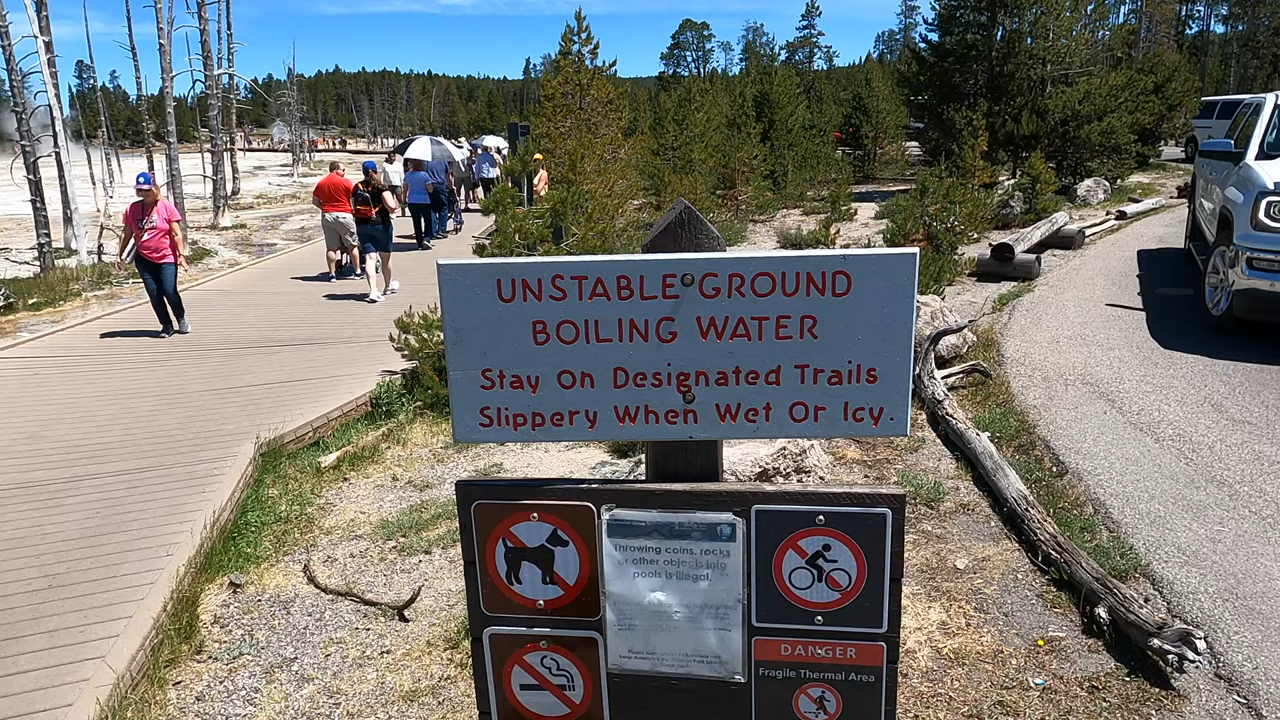 UNSTABLE GROUND
BOILING WATER
Stay On Designated Trails
Slippery When Wet Or Icy.
Throwing coins, rocks
or other objects into
pools is illegal.
DANGER
Fragile Thermal Area